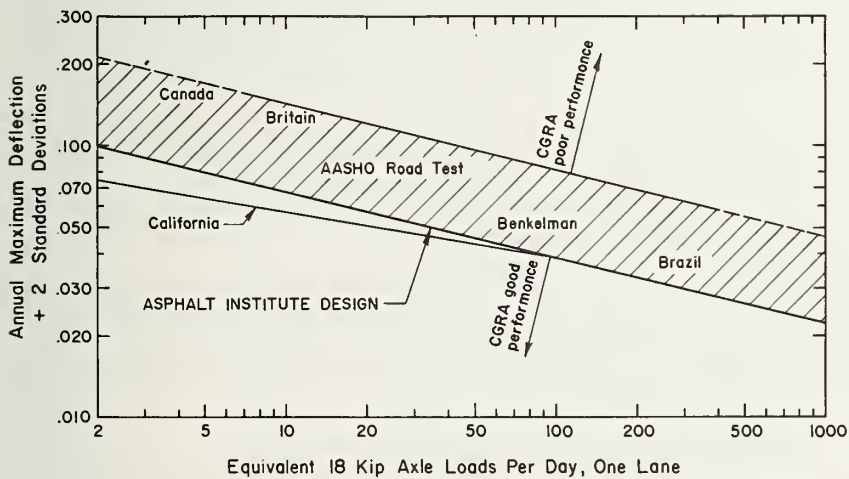 Annual Maximum Deflection
+ 2 Standard Deviations
.300
.200
.100
.070
.050
.030
.020
.010
Canada
Britain
AASHO Road Test
Benkelman
Brazil
California
ASPHALT INSTITUTE DESIGN
CGRA
poor performonce
CGRA good
performonce
2
5
10
20
50
100
200
500
1000
Equivalent 18 Kip Axle Loads Per Day, One Lane